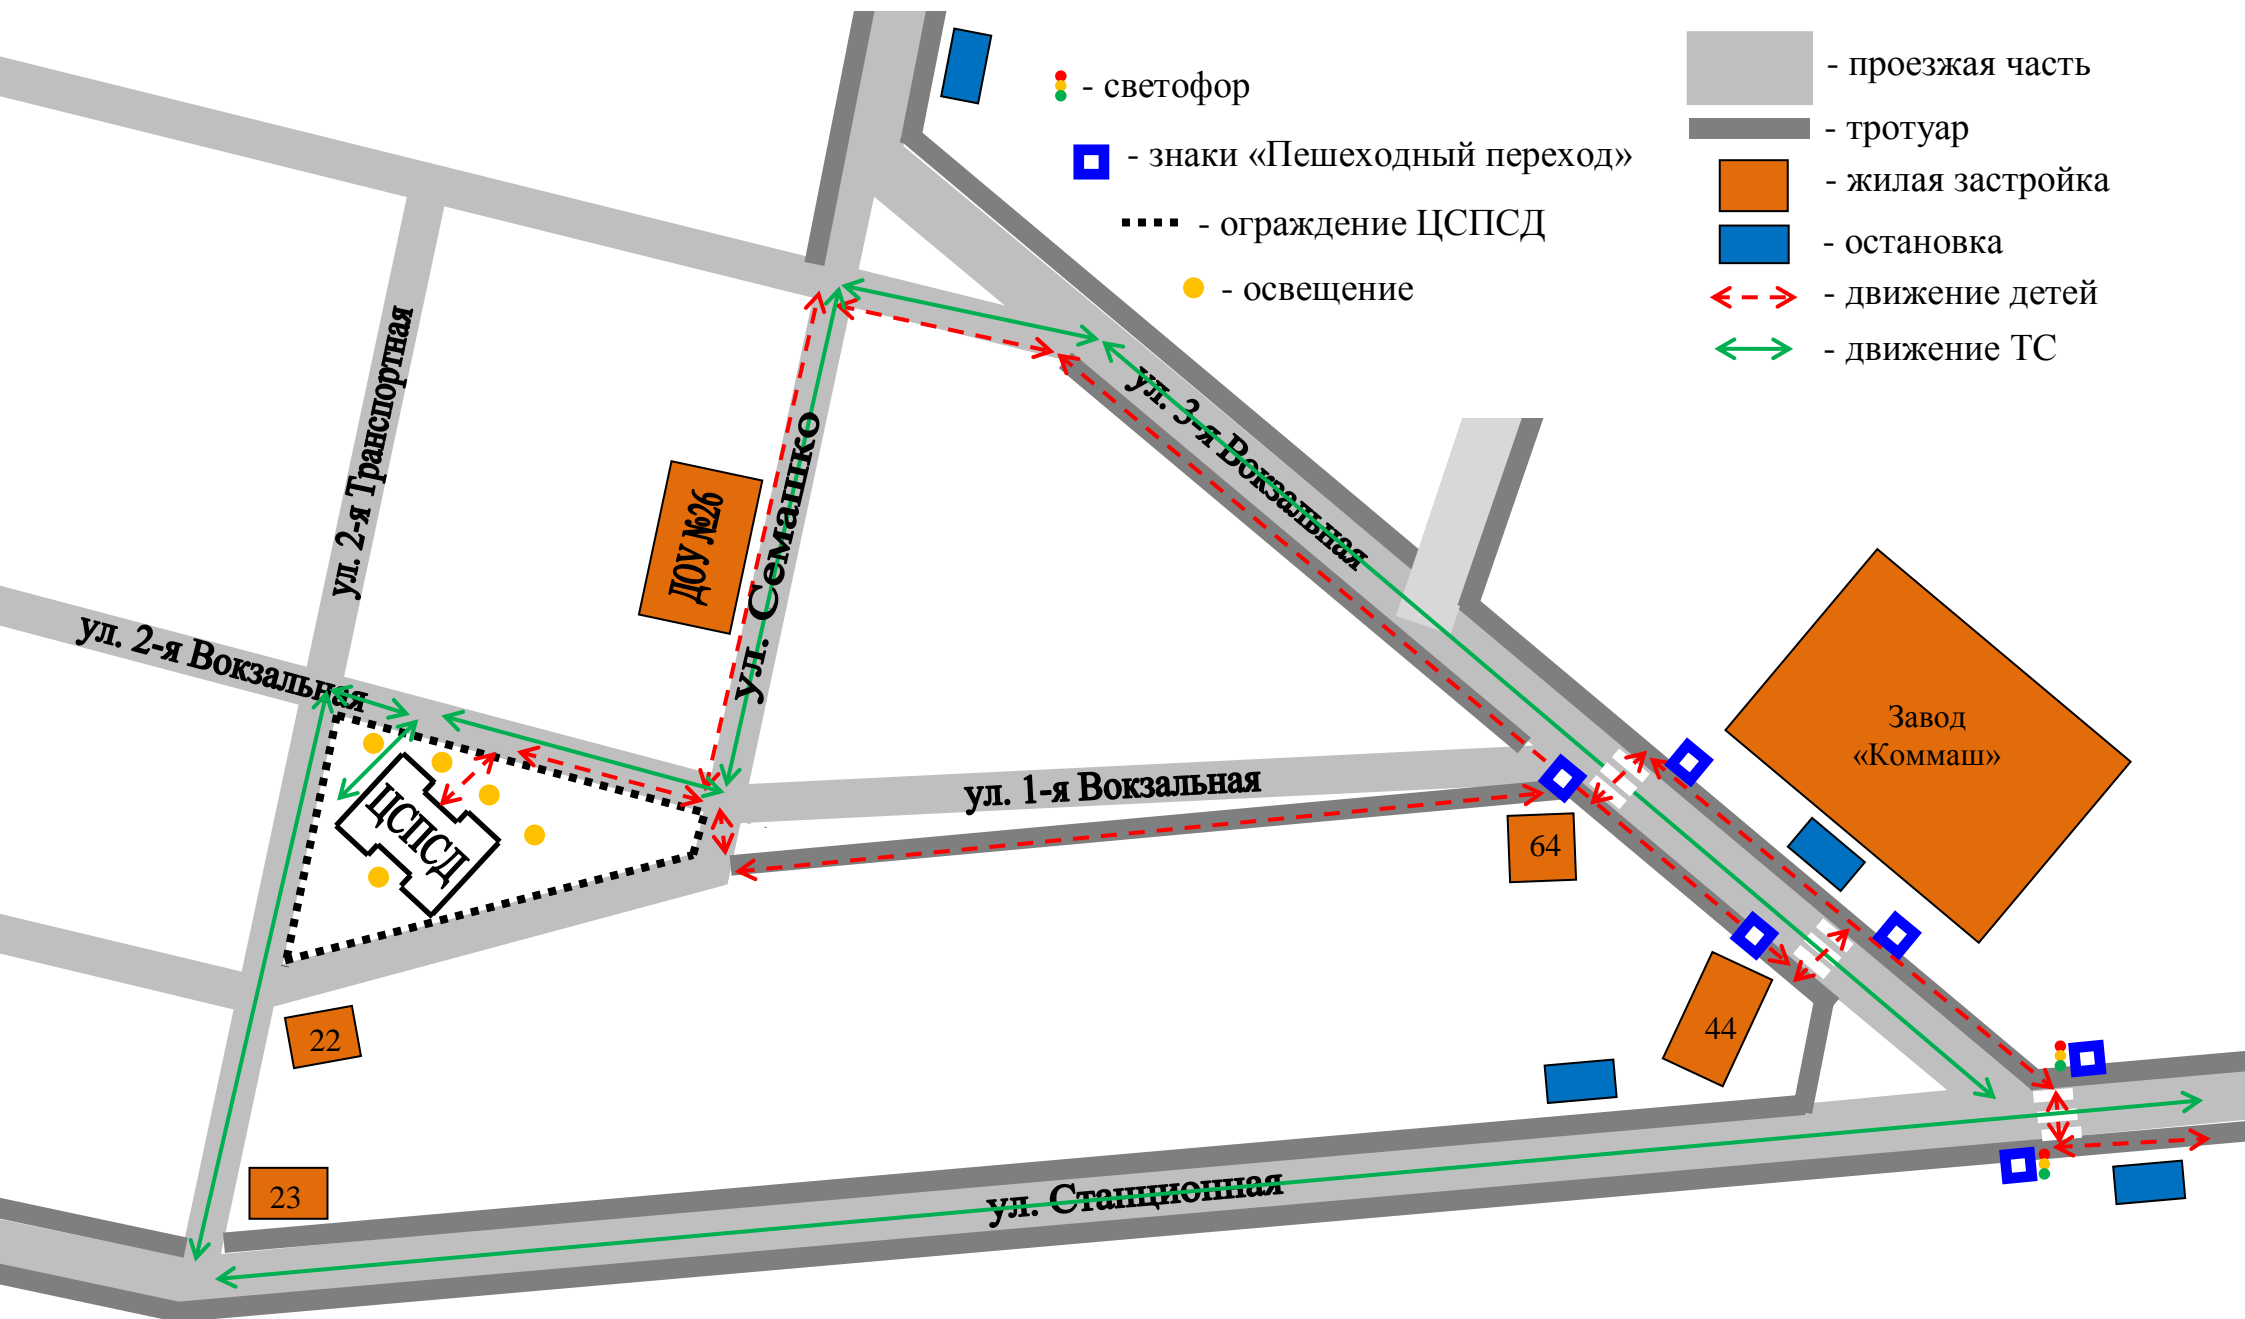 - светофор
- знаки «Пешеходный переход»
- ограждение ЦСПСД
- освещение
- проезжая часть
- тротуар
- жилая застройка
- остановка
- движение детей
- движение ТС
ул. 2-я Транспортная
ул. 2-я Вокзальная
ДОУ №26
ул. Семашко
ул. 3-я Вокзальная
ул. 1-я Вокзальная
ЦСПСД
Завод
«Коммаш»
64
44
22
23
ул. Станционная